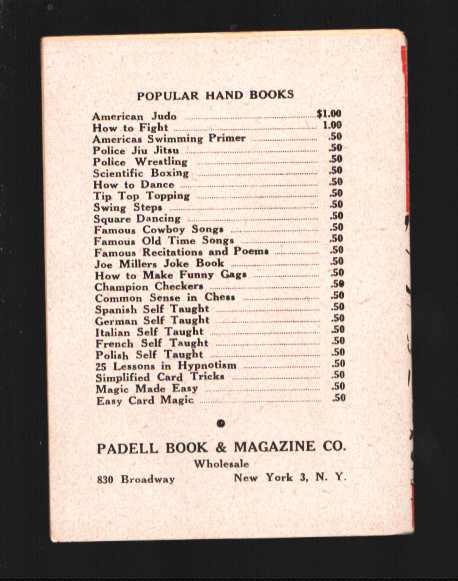 POPULAR HAND BOOKS
American Judo $1.00
How to Fight 1.00
Americas Swimming Primer .50
Police Jiu Jitsu .50
Police Wrestling .50
Scientific Boxing .50
How to Dance .50
Tip Top Topping .50
Swing Steps .50
Square Dancing .50
Famous Cowboy Songs .50
Famous Old Time Songs .50
Famous Recitations and Poems .50
Joe Millers Joke Book .50
How to Make Funny Gags .50
Champion Checkers .50
Common Sense in Chess .50
Spanish Self Taught .50
German Self Taught .50
Italian Self Taught .50
French Self Taught .50
Polish Self Taught .50
25 Lessons in Hypnotism .50
Simplified Card Tricks .50
Magic Made Easy .50
Easy Card Magic .50
PADELL BOOK & MAGAZINE CO.
Wholesale
830 Broadway New York 3, N. Y.